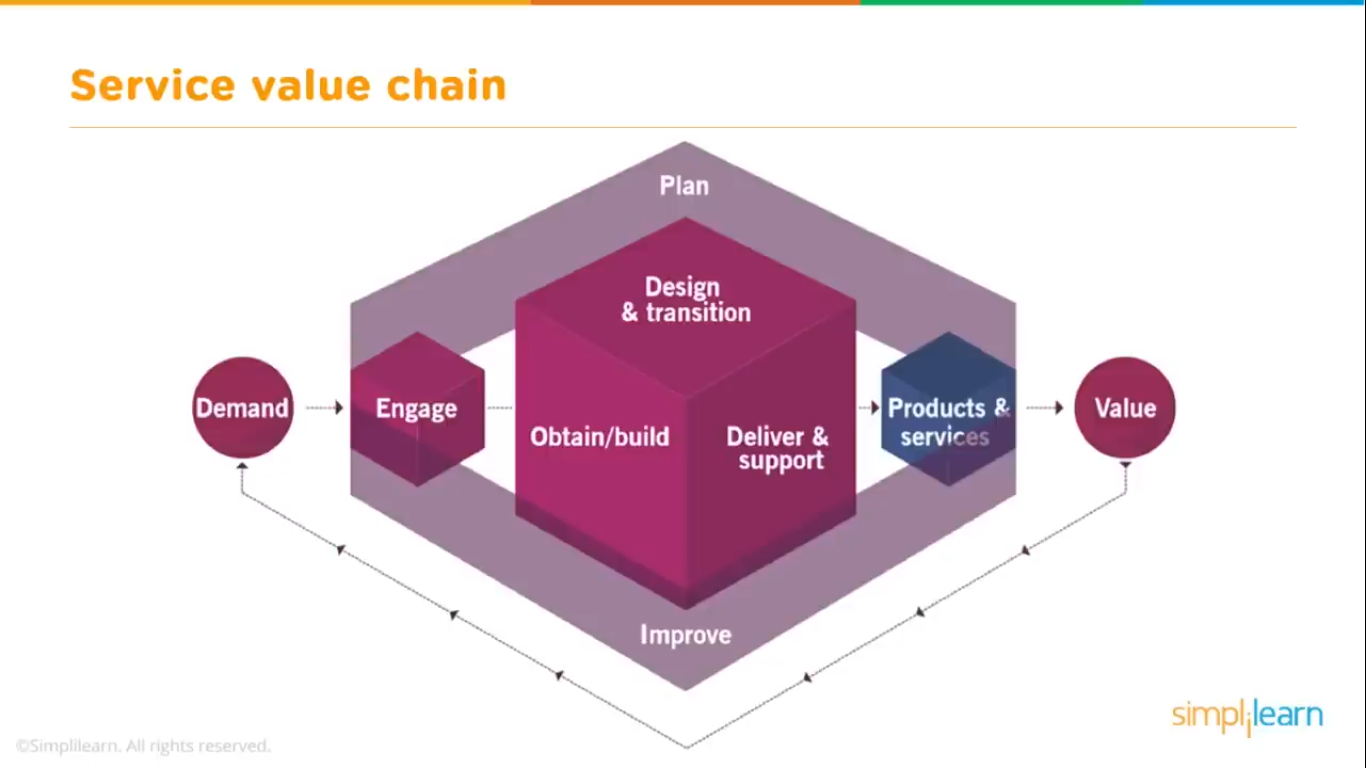 Service value chain
Plan
Design
& transition
Demand
Engage
Obtain/build
Deliver &
support
Products &
services
Value
Improve
simplilearn
©Simplilearn. All rights reserved.